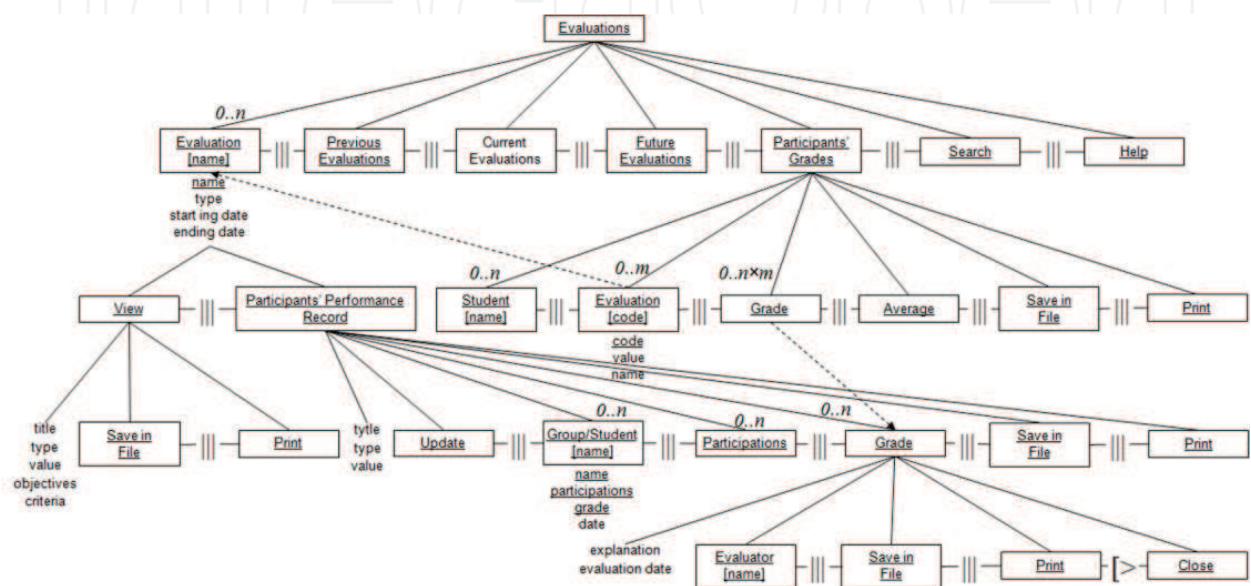 Evaluations
0..n
Evaluation
[name]
|||
Previous
Evaluations
|||
Current
Evaluations
|||
Future
Evaluations
|||
Participants'
Grades
|||
Search
|||
Help
name
type
start ing date
ending date
0..n
0..m
0..n×m
View
|||
Participants' Performance
Record
Student
[name]
|||
Evaluation
[code]
|||
Grade
|||
Average
|||
Save in
File
|||
Print
code
value
name
title
type
value
objectives
criteria
Save in
File
|||
Print
tytle
type
value
Update
|||
0..n
Group/Student
[name]
|||
0..n
Participations
|||
0..n
Grade
|||
Save in
File
|||
Print
name
participations
grade
date
explanation
evaluation date
Evaluator
[name]
|||
Save in
File
|||
Print
[>
Close